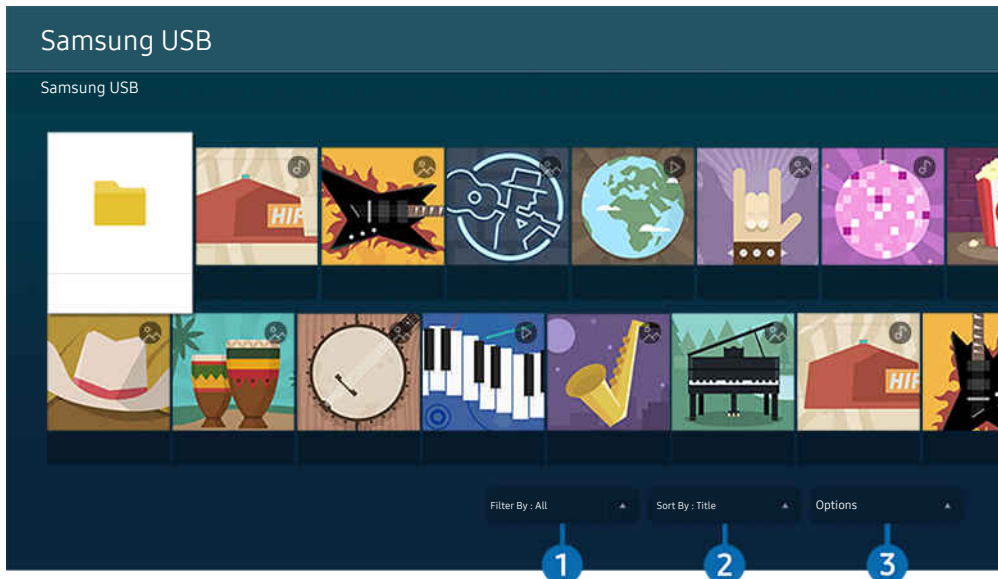 Samsung USB
Samsung USB
HIF
HIF
Filter By : All
Sort By : Title
Options
1
2
3